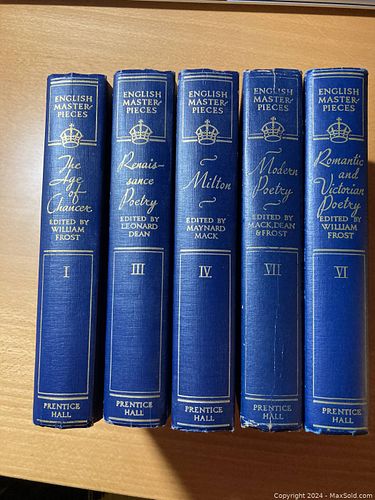 ENGLISH
MASTER
PIECES
The
Age
of
Chaucer
EDITED BY
WILLIAM
FROST
I
PRENTICE
HALL
ENGLISH
MASTER
PIECES
Renais-
sance
Poetry
EDITED BY
LEONARD
DEAN
III
PRENTICE
HALL
ENGLISH
MASTER
PIECES
Milton
EDITED BY
MAYNARD
MACK
IV
PRENTICE
HALL
ENGLISH
MASTER
PIECES
Modern
Poetry
EDITED BY
MACK, DEAN
& FROST
VII
PRENTICE
HALL
ENGLISH
MASTER
PIECES
Romantic
and
Victorian
Poetry
EDITED BY
WILLIAM
FROST
VI
PRENTICE
HALL
Copyright 2024 - MaxSold.com